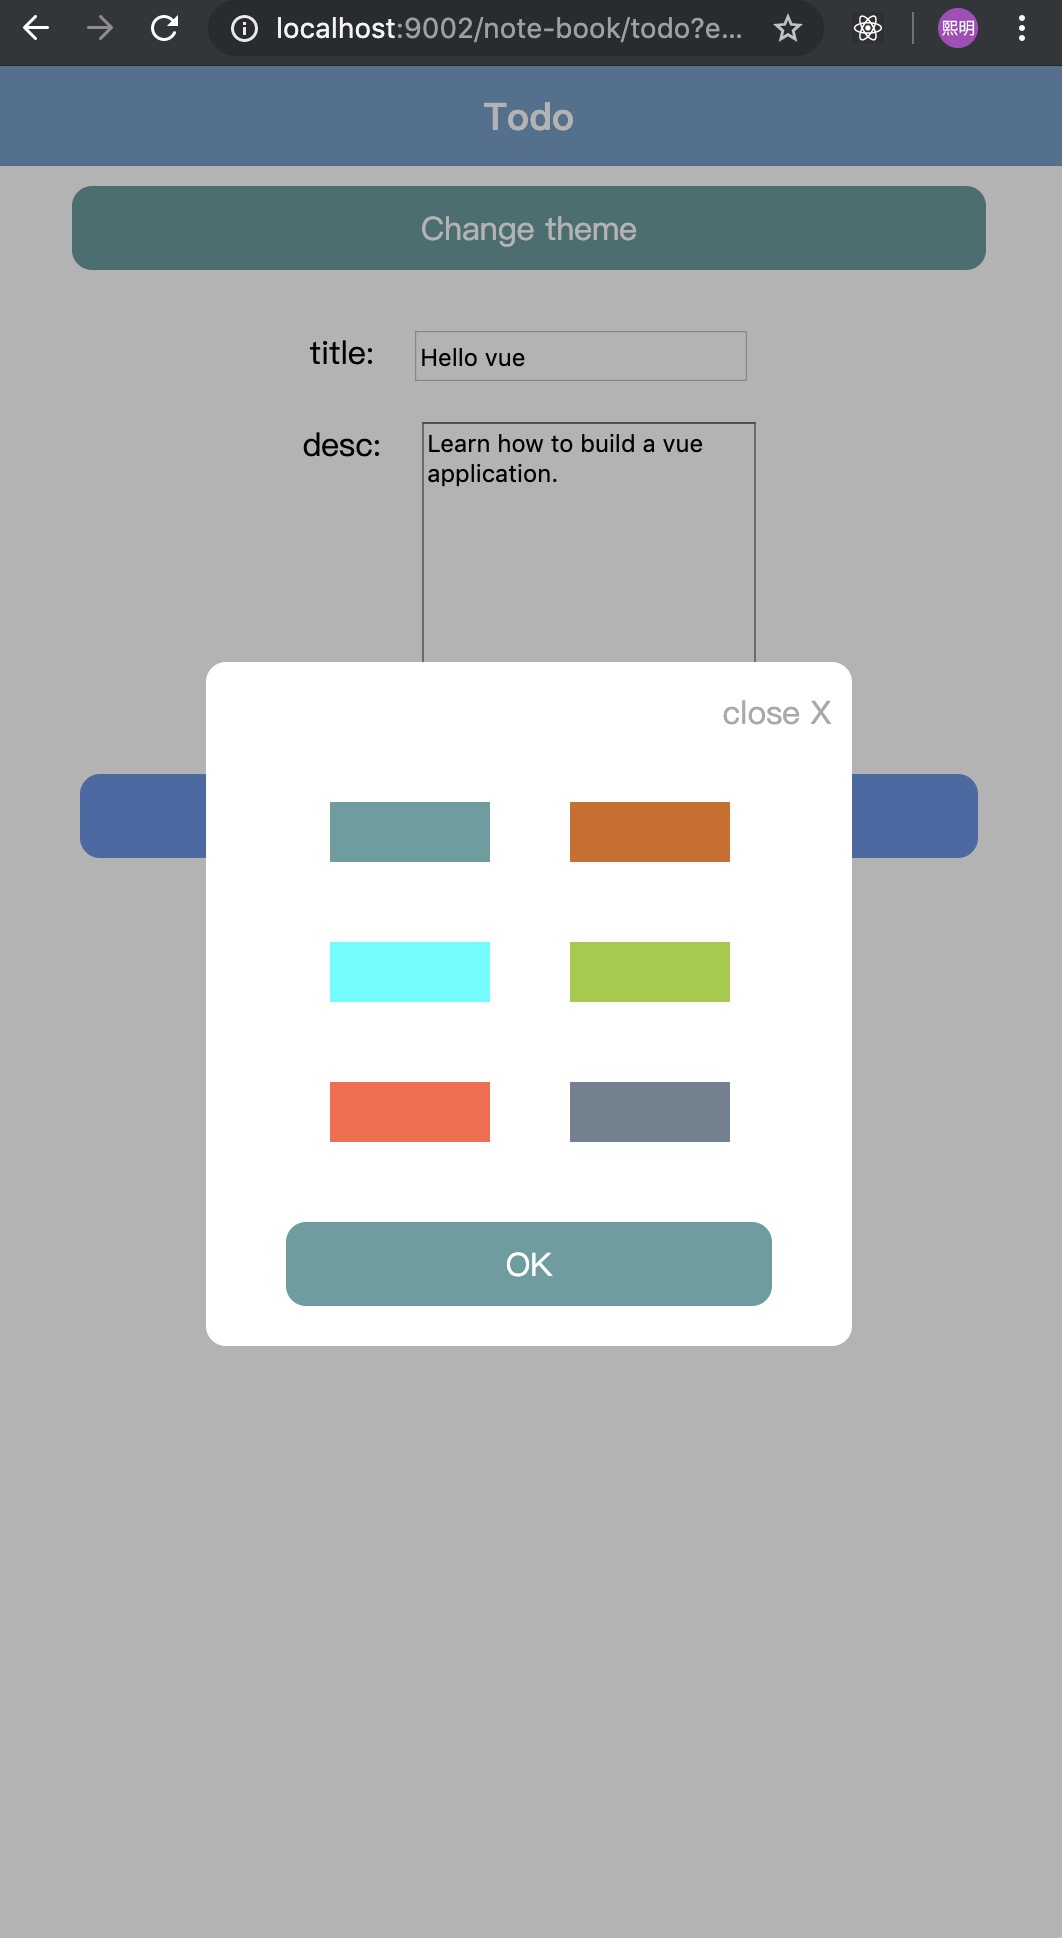 localhost:9002/note-book/todo?e...
熙明
Todo
Change theme
title:
Hello vue
desc:
Learn how to build a vue
application.
close X
OK